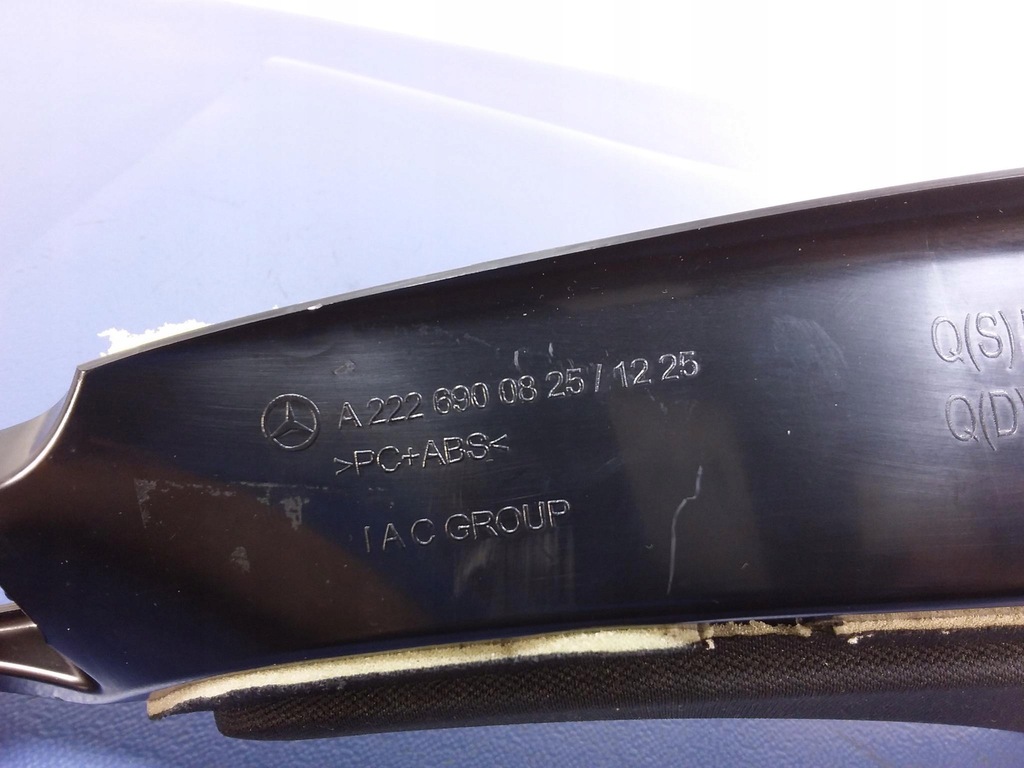 A 222 690 08 25 / 12 25
>PC+ABS<
I A C GROUP
Q(S)
Q(D)